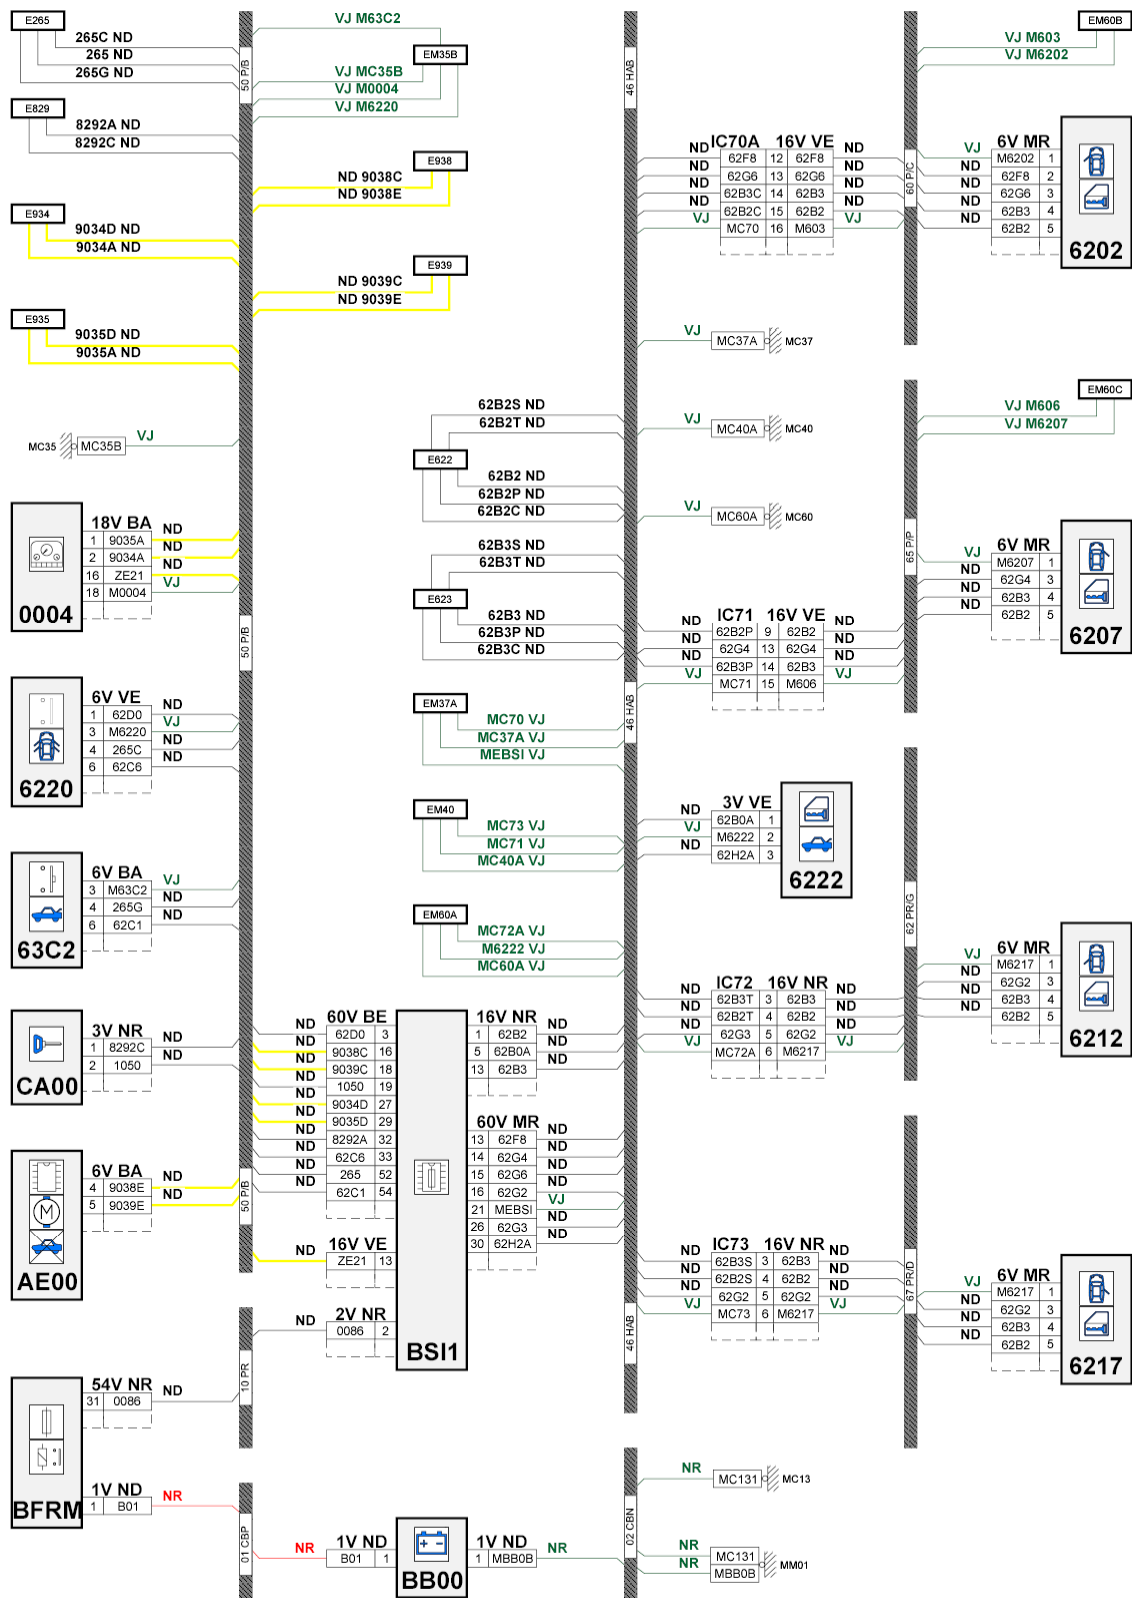 E265
265C ND
265 ND
265G ND
E829
8292A ND
8292C ND
E934
9034D ND
9034A ND
E935
9035D ND
9035A ND
MC35 MC35B VJ
18V BA
1 9035A ND
2 9034A ND
16 ZE21 ND
18 M0004 VJ
0004
6V VE
1 62D0 ND
3 M6220 VJ
4 265C ND
6 62C6 ND
6220
6V BA
3 M63C2 VJ
4 265G ND
6 62C1 ND
63C2
3V NR
1 8292C ND
2 1050 ND
CA00
6V BA
4 9038E ND
5 9039E ND
M
AE00
54V NR
31 0086 ND
1V ND
1 B01 NR
BFRM
50 P/B
50 P/B
50 P/B
10 PR
01 CBP
VJ M63C2
EM35B
VJ MC35B
VJ M0004
VJ M6220
E938
ND 9038C
ND 9038E
E939
ND 9039C
ND 9039E
62B2S ND
62B2T ND
E622
62B2 ND
62B2P ND
62B2C ND
62B3S ND
62B3T ND
E623
62B3 ND
62B3P ND
62B3C ND
EM37A
MC70 VJ
MC37A VJ
MEBSI VJ
EM40
MC73 VJ
MC71 VJ
MC40A VJ
EM60A
MC72A VJ
M6222 VJ
MC60A VJ
60V BE
ND 62D0 3
ND 9038C 16
ND 9039C 18
ND 1050 19
ND 9034D 27
ND 9035D 29
ND 8292A 32
ND 62C6 33
ND 265 52
ND 62C1 54
16V VE
ND ZE21 13
2V NR
ND 0086 2
16V NR
1 62B2 ND
5 62B0A ND
13 62B3 ND
60V MR
13 62F8 ND
14 62G4 ND
15 62G6 ND
16 62G2 ND
21 MEBSI VJ
26 62G3 ND
30 62H2A ND
BSI1
1V ND
NR B01 1
1V ND
1 MBB0B NR
BB00
46 HAB
46 HAB
46 HAB
02 CBN
IC70A 16V VE
ND 62F8 12 62F8 ND
ND 62G6 13 62G6 ND
ND 62B3C 14 62B3 ND
ND 62B2C 15 62B2 ND
VJ MC70 16 M603 VJ
VJ MC37A MC37
VJ MC40A MC40
VJ MC60A MC60
IC71 16V VE
ND 62B2P 9 62B2 ND
ND 62G4 13 62G4 ND
ND 62B3P 14 62B3 ND
VJ MC71 15 M606 VJ
3V VE
ND 62B0A 1
VJ M6222 2
ND 62H2A 3
6222
IC72 16V NR
ND 62B3T 3 62B3 ND
ND 62B2T 4 62B2 ND
ND 62G3 5 62G2 ND
VJ MC72A 6 M6217 VJ
IC73 16V NR
ND 62B3S 3 62B3 ND
ND 62B2S 4 62B2 ND
ND 62G2 5 62G2 ND
VJ MC73 6 M6217 VJ
NR MC131 MC13
NR MC131
NR MBB0B MM01
60 P/C
65 P/P
62 PR/G
67 PR/D
EM60B
VJ M603
VJ M6202
6V MR
VJ M6202 1
ND 62F8 2
ND 62G6 3
ND 62B3 4
ND 62B2 5
6202
EM60C
VJ M606
VJ M6207
6V MR
VJ M6207 1
ND 62G4 3
ND 62B3 4
ND 62B2 5
6207
6V MR
VJ M6217 1
ND 62G2 3
ND 62B3 4
ND 62B2 5
6212
6V MR
VJ M6217 1
ND 62G2 3
ND 62B3 4
ND 62B2 5
6217